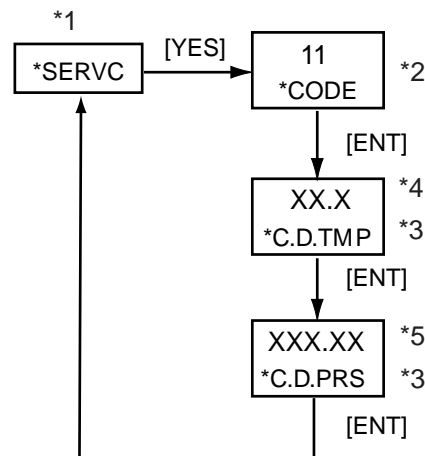 *1
*SERVC
[YES]
11
*CODE
*2
[ENT]
XX.X
*4
*C.D.TMP
*3
[ENT]
XXX.XX
*5
*C.D.PRS
*3
[ENT]